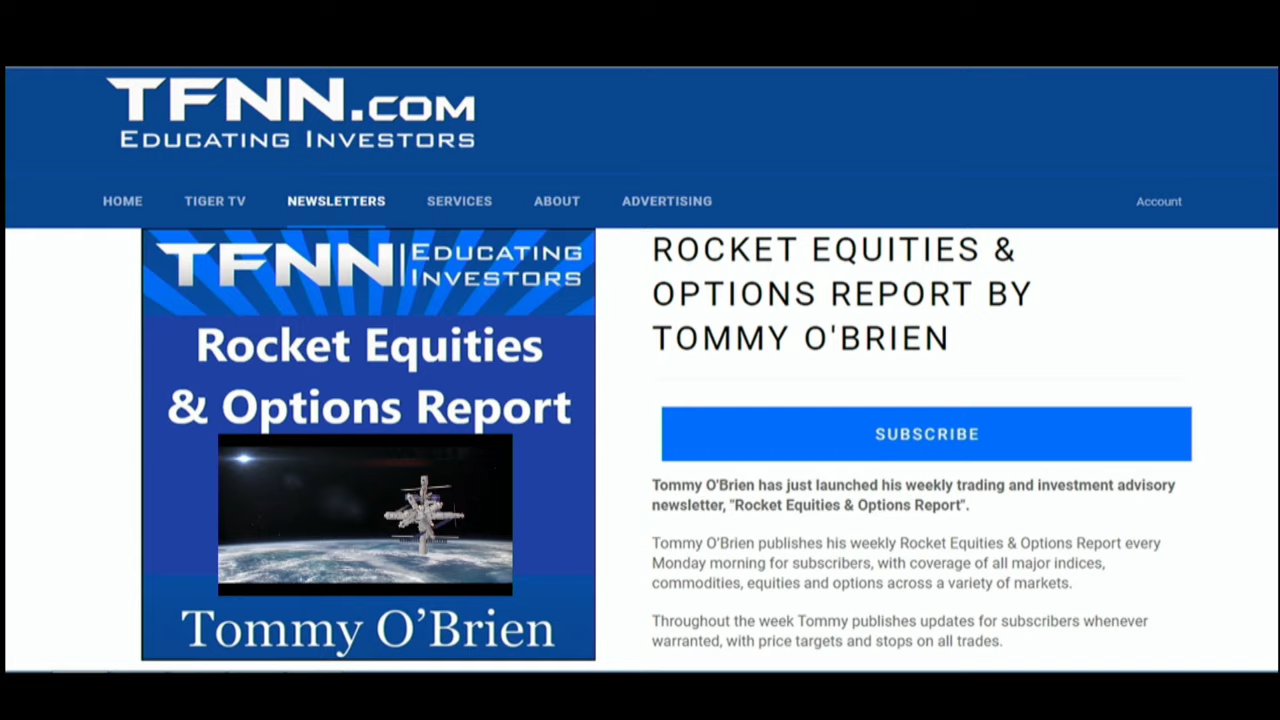 TFNN.COM
EDUCATING INVESTORS
HOME TIGER TV NEWSLETTERS SERVICES ABOUT ADVERTISING Account
TFNN EDUCATING
INVESTORS
Rocket Equities
& Options Report
Tommy O’Brien
ROCKET EQUITIES &
OPTIONS REPORT BY
TOMMY O'BRIEN
SUBSCRIBE
Tommy O'Brien has just launched his weekly trading and investment advisory
newsletter, "Rocket Equities & Options Report".
Tommy O'Brien publishes his weekly Rocket Equities & Options Report every
Monday morning for subscribers, with coverage of all major indices,
commodities, equities and options across a variety of markets.
Throughout the week Tommy publishes updates for subscribers whenever
warranted, with price targets and stops on all trades.